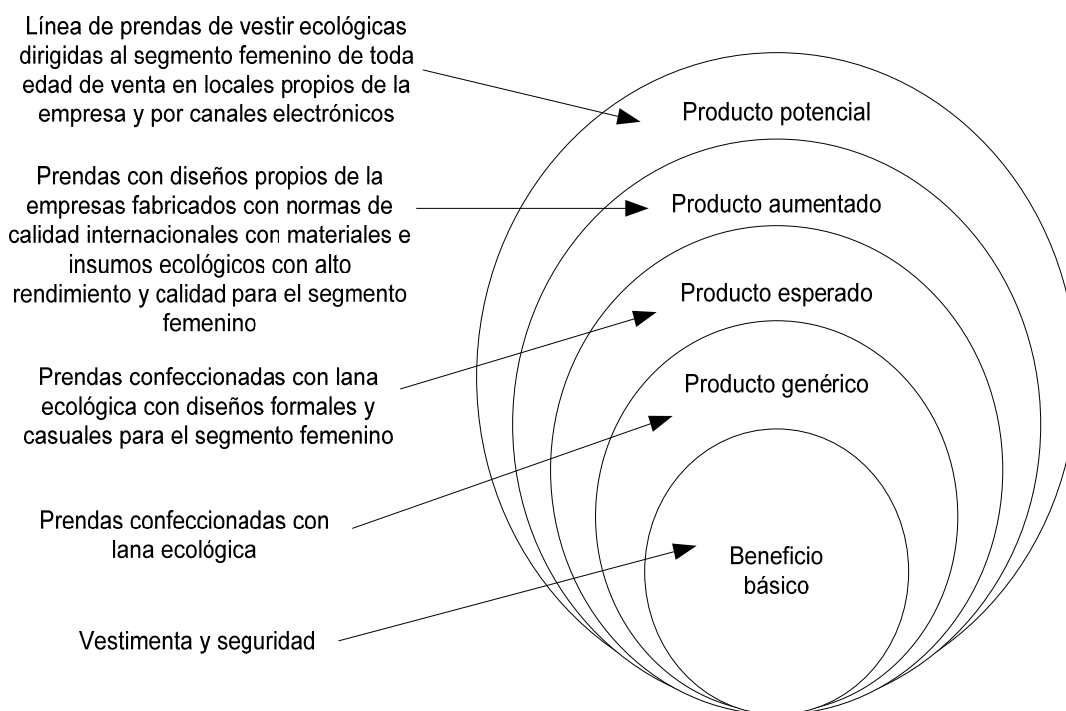 Línea de prendas de vestir ecológicas
dirigidas al segmento femenino de toda
edad de venta en locales propios de la
empresa y por canales electrónicos
Producto potencial
Prendas con diseños propios de la
empresas fabricados con normas de
calidad internacionales con materiales e
insumos ecológicos con alto
rendimiento y calidad para el segmento
femenino
Producto aumentado
Producto esperado
Prendas confeccionadas con lana
ecológica con diseños formales y
casuales para el segmento femenino
Producto genérico
Prendas confeccionadas con
lana ecológica
Beneficio
básico
Vestimenta y seguridad